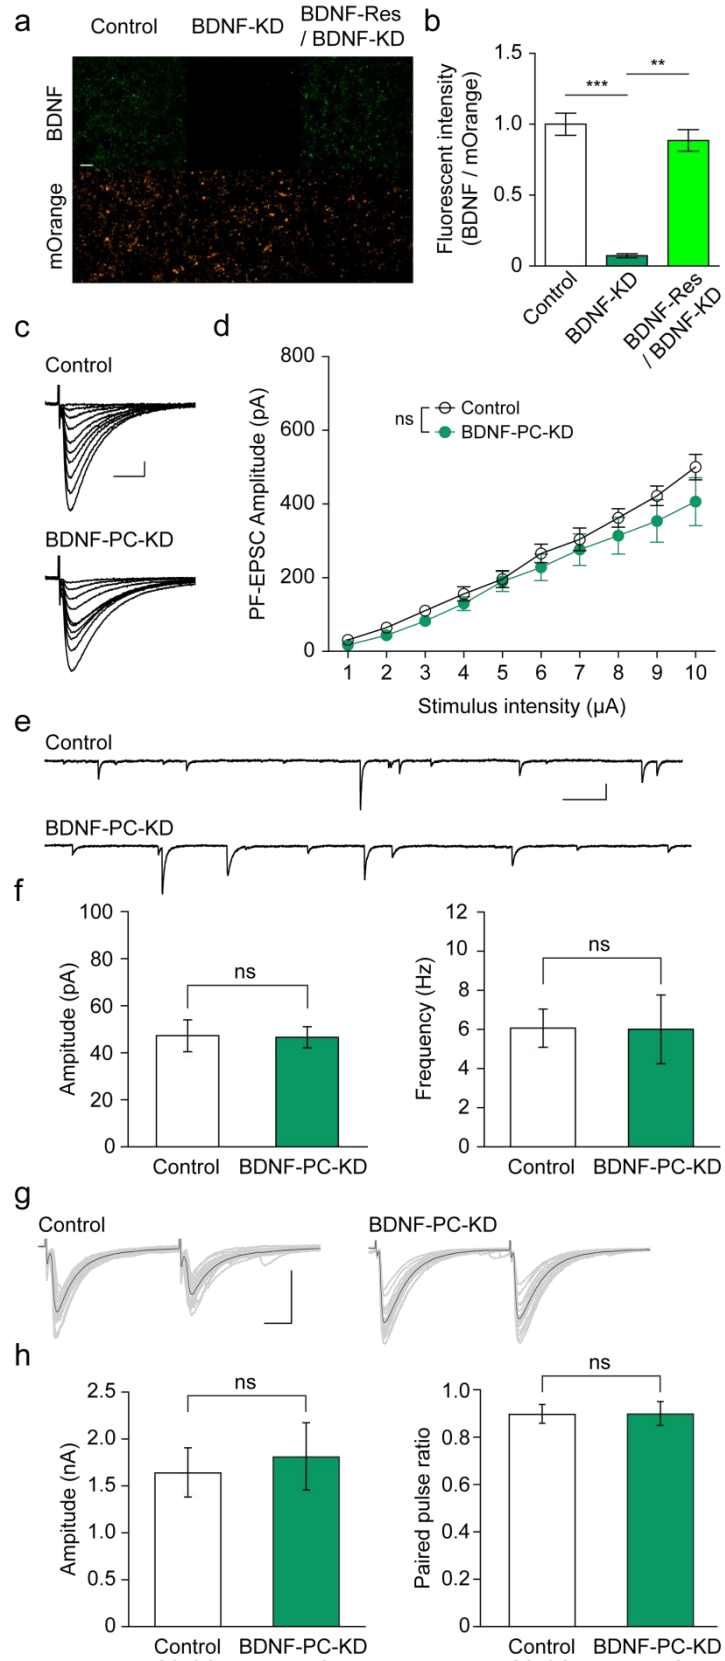 a
Control
BDNF-KD
BDNF-Res
/ BDNF-KD
BDNF
mOrange
b
Fluorescent intensity
(BDNF / mOrange)
1.5
1.0
0.5
0
***
**
Control
BDNF-KD
BDNF-Res
/ BDNF-KD
c
Control
BDNF-PC-KD
d
PF-EPSC Amplitude (pA)
800
600
400
200
0
ns
Control
BDNF-PC-KD
1 2 3 4 5 6 7 8 9 10
Stimulus intensity (µA)
e
Control
BDNF-PC-KD
f
Ampitude (pA)
100
80
60
40
20
0
ns
Control BDNF-PC-KD
Frequency (Hz)
12
10
8
6
4
2
0
ns
Control BDNF-PC-KD
g
Control
BDNF-PC-KD
h
Ampitude (nA)
2.5
2.0
1.5
1.0
0.5
0
ns
Control BDNF-PC-KD
Paired pulse ratio
1.0
0.8
0.6
0.4
0.2
0
ns
Control BDNF-PC-KD